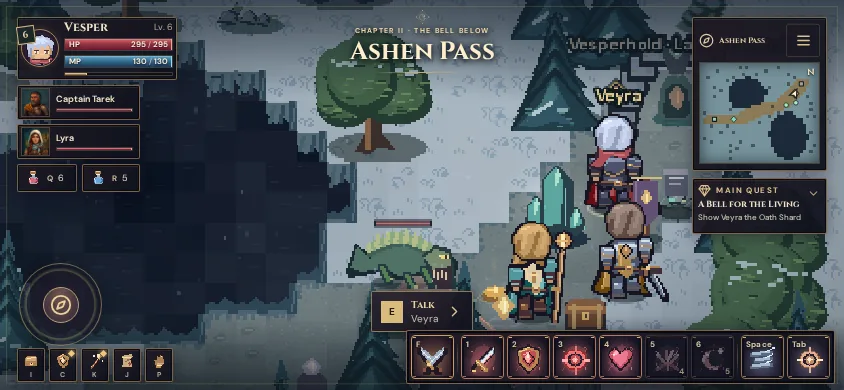 6
VESPER Lv. 6
HP 295 / 295
MP 130 / 130
Captain Tarek
Lyra
Q 6
R 5
CHAPTER II · THE BELL BELOW
ASHEN PASS
Vesperhold · La
Veyra
ASHEN PASS
N
MAIN QUEST
A BELL FOR THE LIVING
Show Veyra the Oath Shard
E
TALK
Veyra
I
C
K
J
P
1
2
3
4
5
4
6
5
Space
Tab